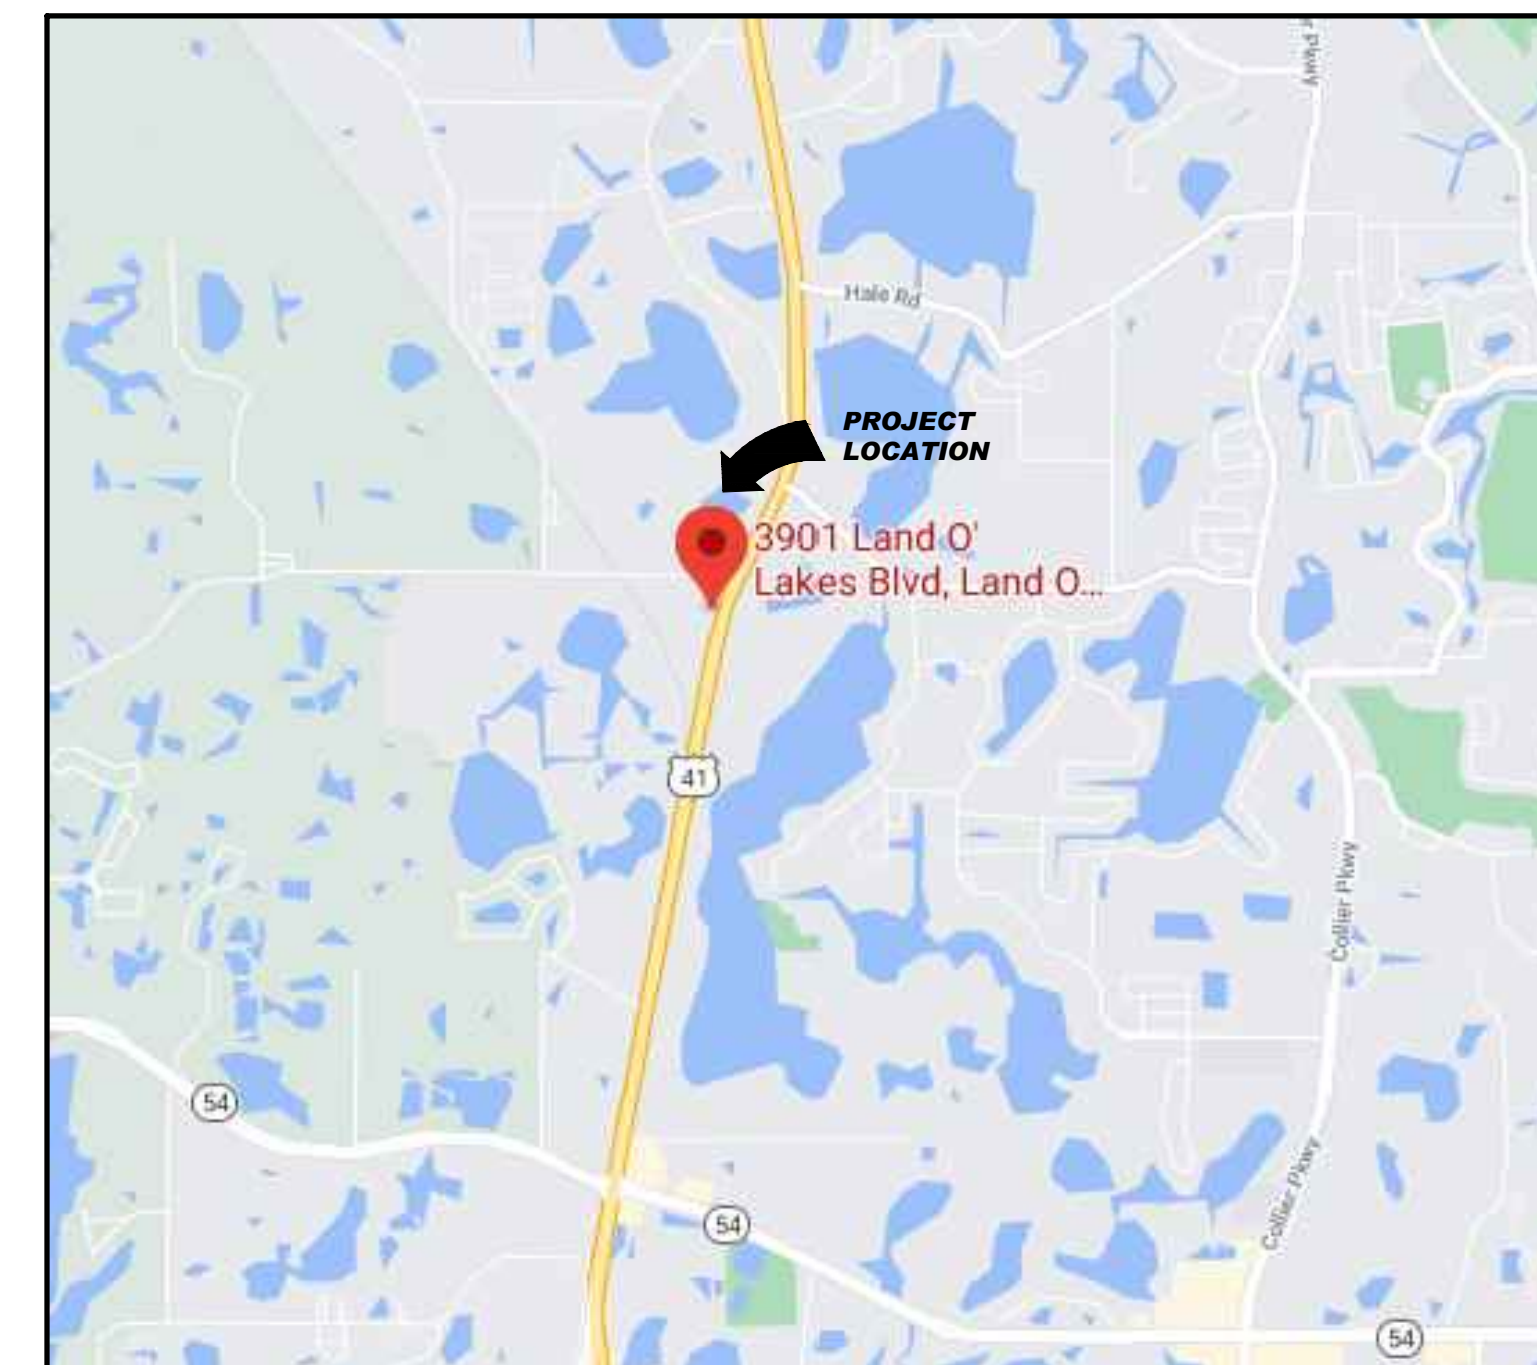 Hale Rd
PROJECT
LOCATION
3901 Land O'
Lakes Blvd, Land O...
41
Collier Pkwy
54
Collier Pkwy
54
54